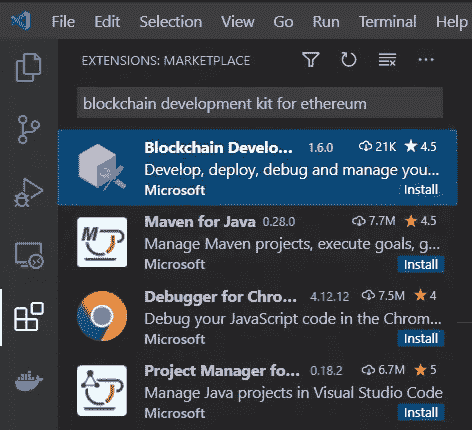 File Edit Selection View Go Run Terminal Help
EXTENSIONS: MARKETPLACE
blockchain development kit for ethereum
Blockchain Develo... 1.6.0 21K 4.5
Develop, deploy, debug and manage you...
Microsoft Install
Maven for Java 0.28.0 7.7M 4.5
Manage Maven projects, execute goals, g...
Microsoft Install
Debugger for Chro... 4.12.12 7.5M 4
Debug your JavaScript code in the Chrom...
Microsoft Install
Project Manager fo... 0.18.2 6.7M 5
Manage Java projects in Visual Studio Code
Microsoft Install